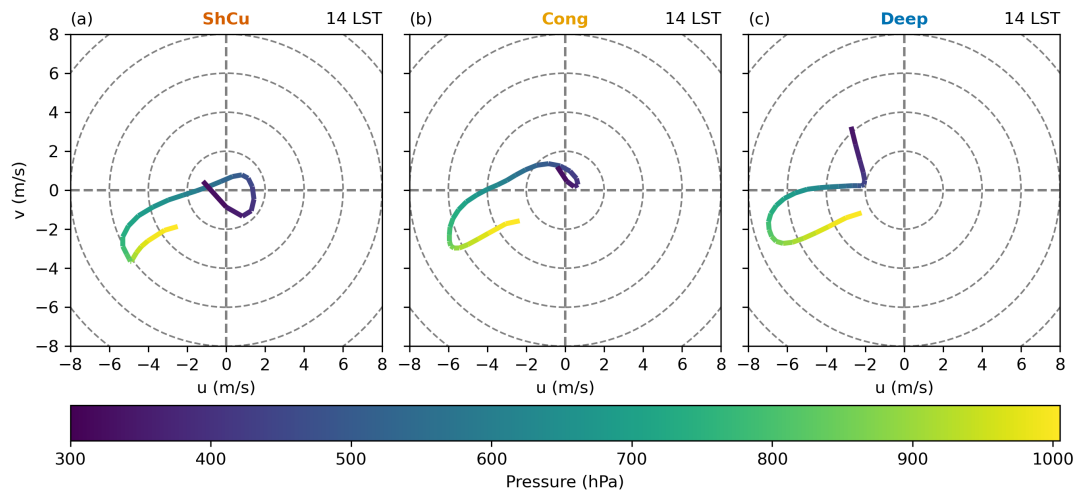 (a) ShCu 14 LST (b) Cong 14 LST (c) Deep 14 LST
8
6
4
2
0
−2
−4
−6
−8
v (m/s)
−8 −6 −4 −2 0 2 4 6 8 −8 −6 −4 −2 0 2 4 6 8 −8 −6 −4 −2 0 2 4 6 8
u (m/s) u (m/s) u (m/s)
300 400 500 600 700 800 900 1000
Pressure (hPa)